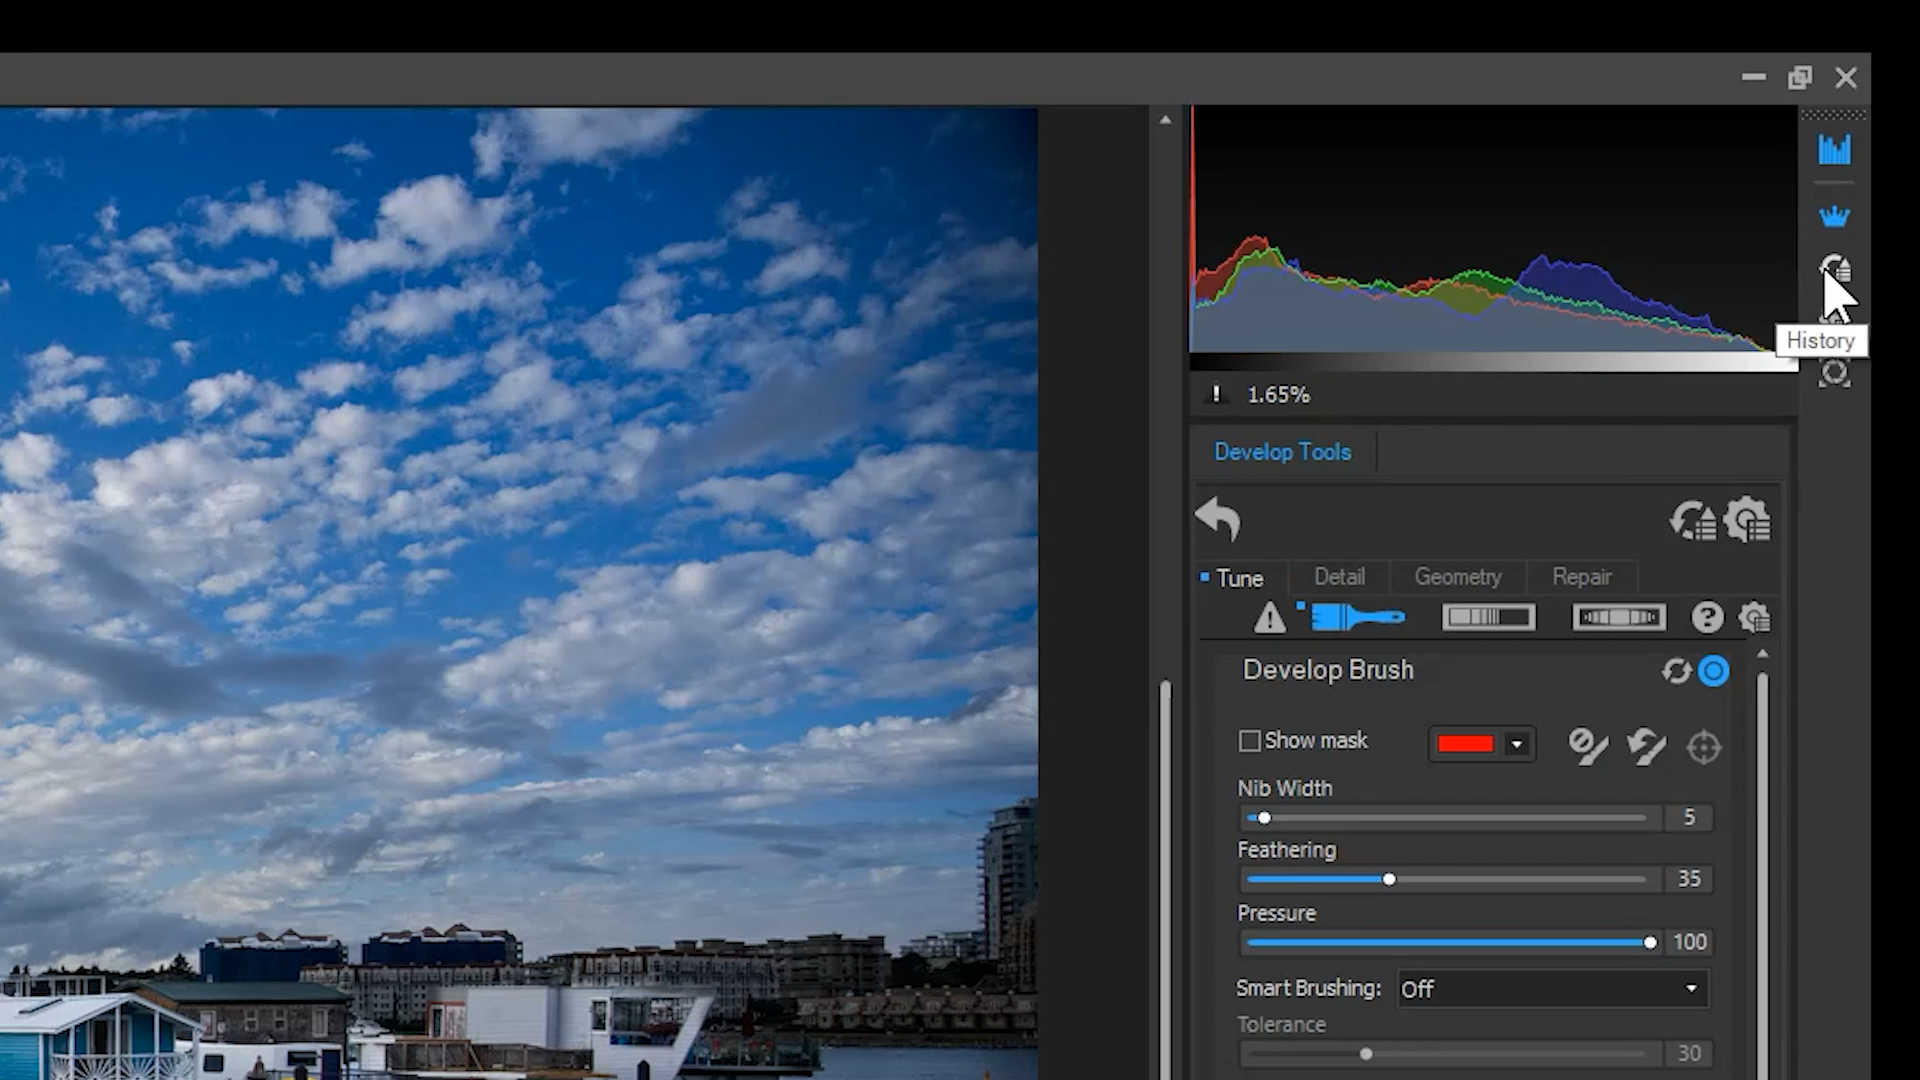 History
! 1.65%
Develop Tools
Tune Detail Geometry Repair
?
Develop Brush
Show mask
Nib Width
5
Feathering
35
Pressure
100
Smart Brushing: Off
Tolerance
30